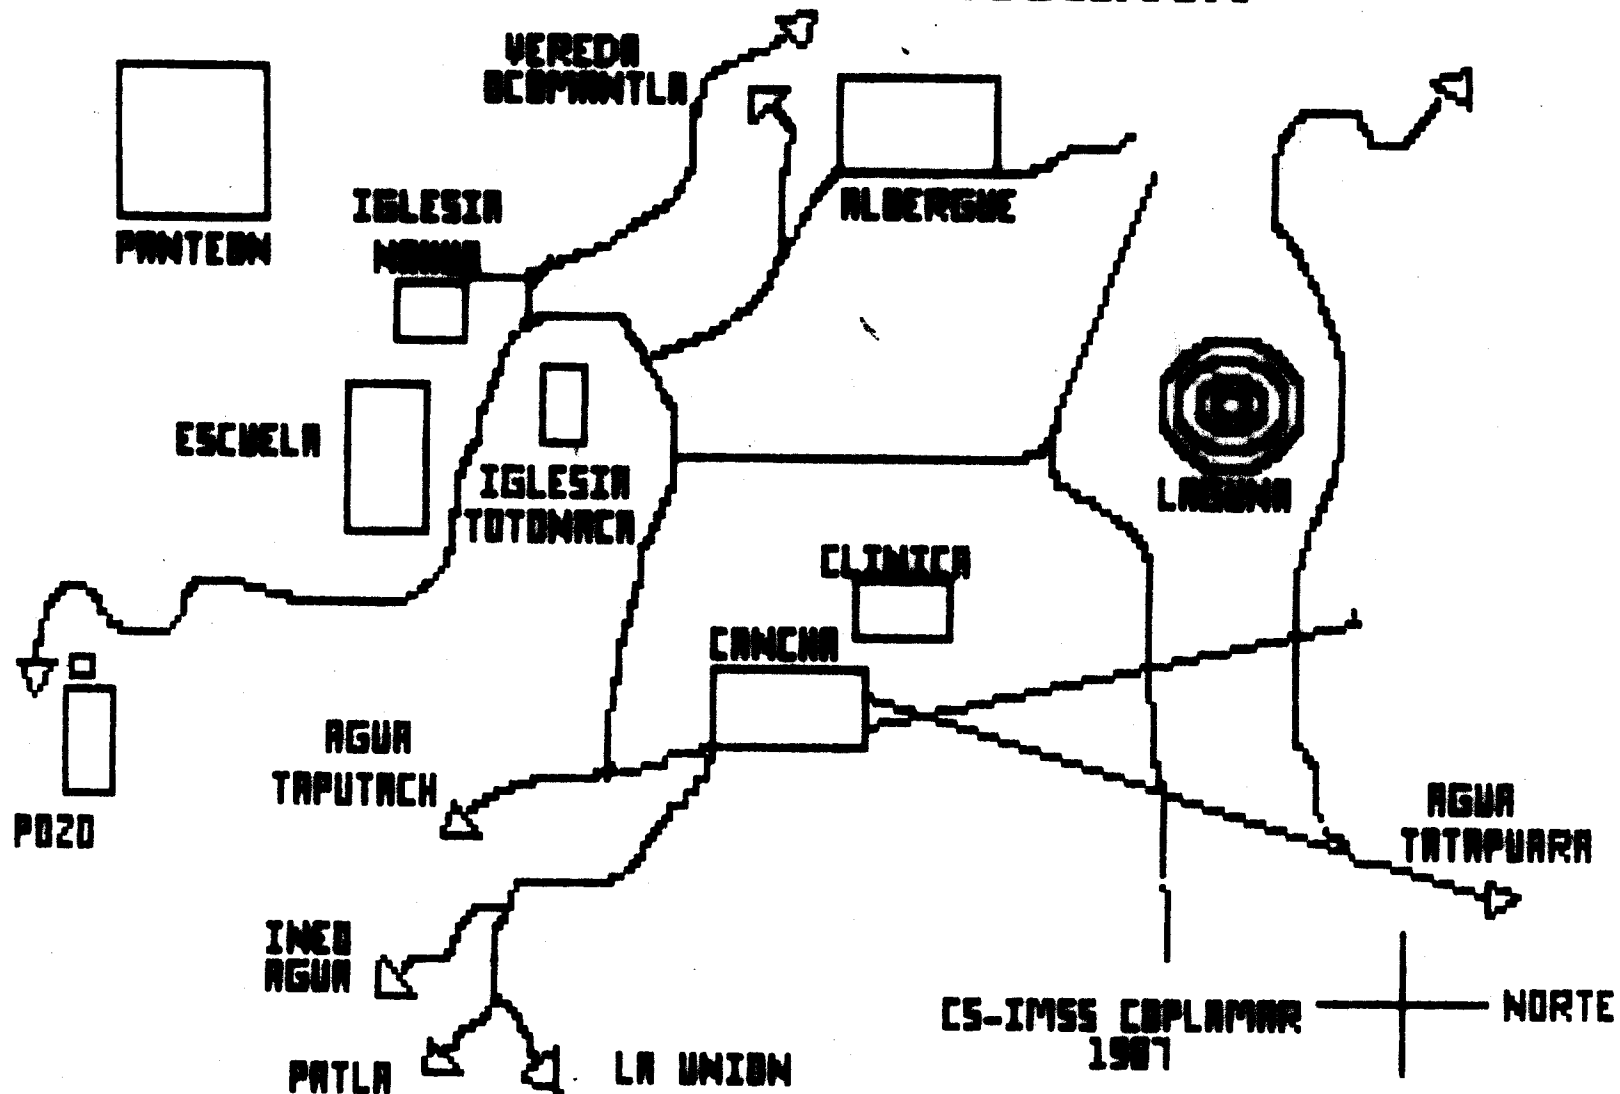 VEREDA
OCOMANTLA
IGLESIA
PANTEON
ALBERGUE
ESCUELA
IGLESIA
TOTONACA
LAGUNA
CLINICA
CANCHA
AGUA
TAPUTACH
POZO
AGUA
TATAPUARA
INEO
AGUA
PATLA
LA UNION
CS-IMSS COPLAMAR
1987
NORTE